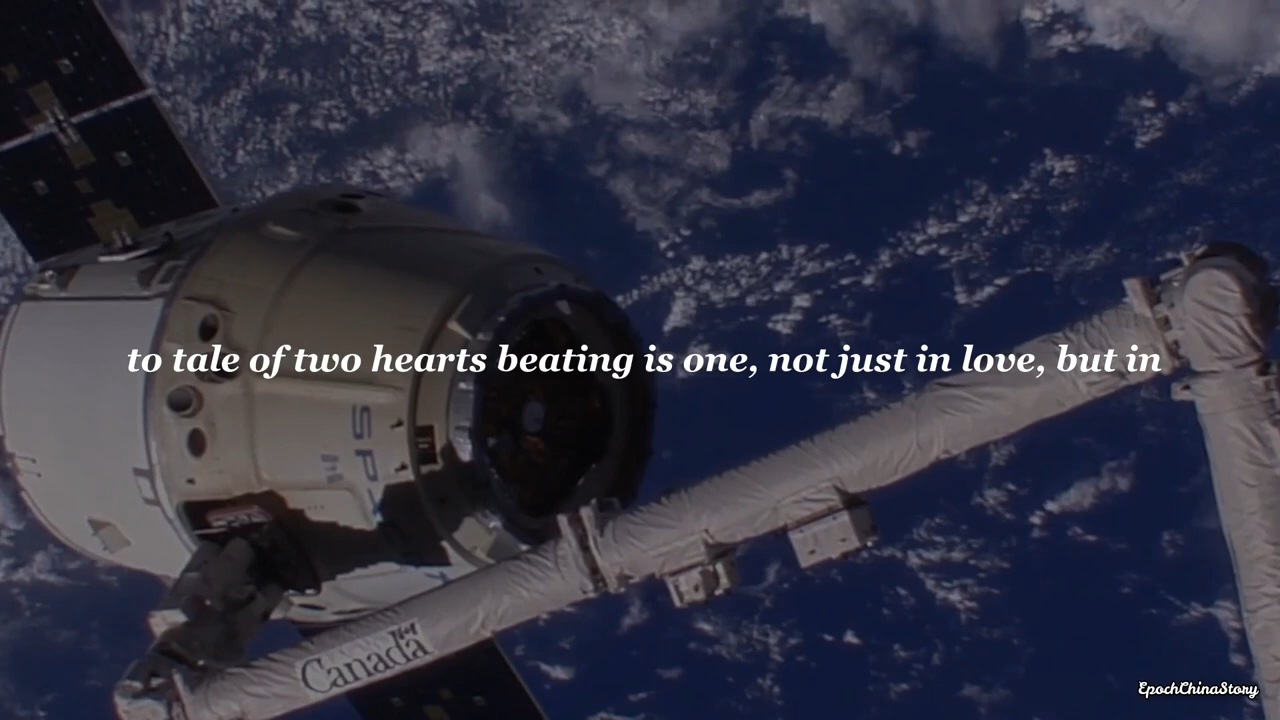 to tale of two hearts beating is one, not just in love, but in
SPX
Canada
EpochChinaStory